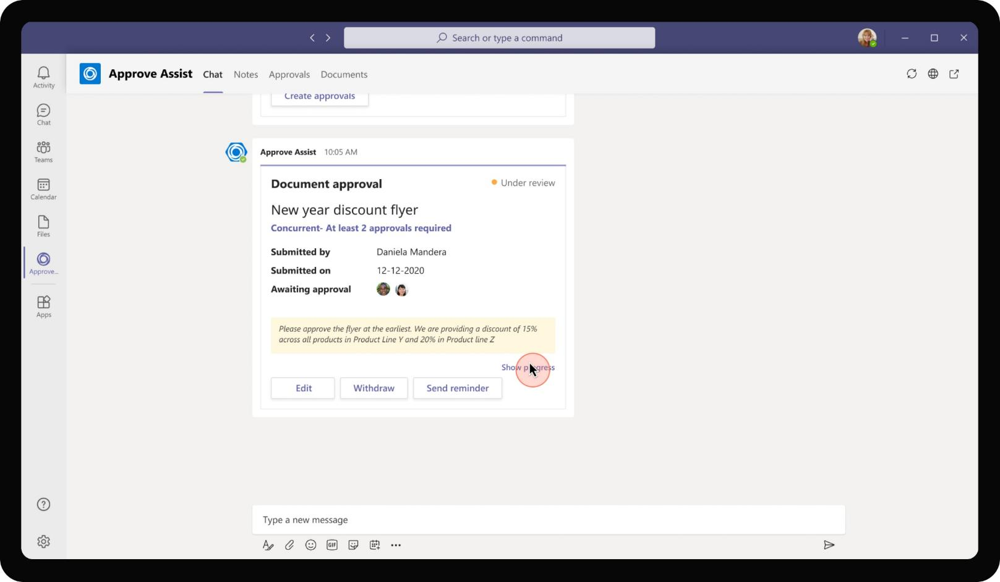 Search or type a command
Activity
Chat
Teams
Calendar
Files
Approve...
Apps
Approve Assist
Chat
Notes
Approvals
Documents
Create approvals
Approve Assist 10:05 AM
Document approval
Under review
New year discount flyer
Concurrent- At least 2 approvals required
Submitted by Daniela Mandera
Submitted on 12-12-2020
Awaiting approval
Please approve the flyer at the earliest. We are providing a discount of 15%
across all products in Product Line Y and 20% in Product line Z
Show progress
Edit
Withdraw
Send reminder
Type a new message
GIF